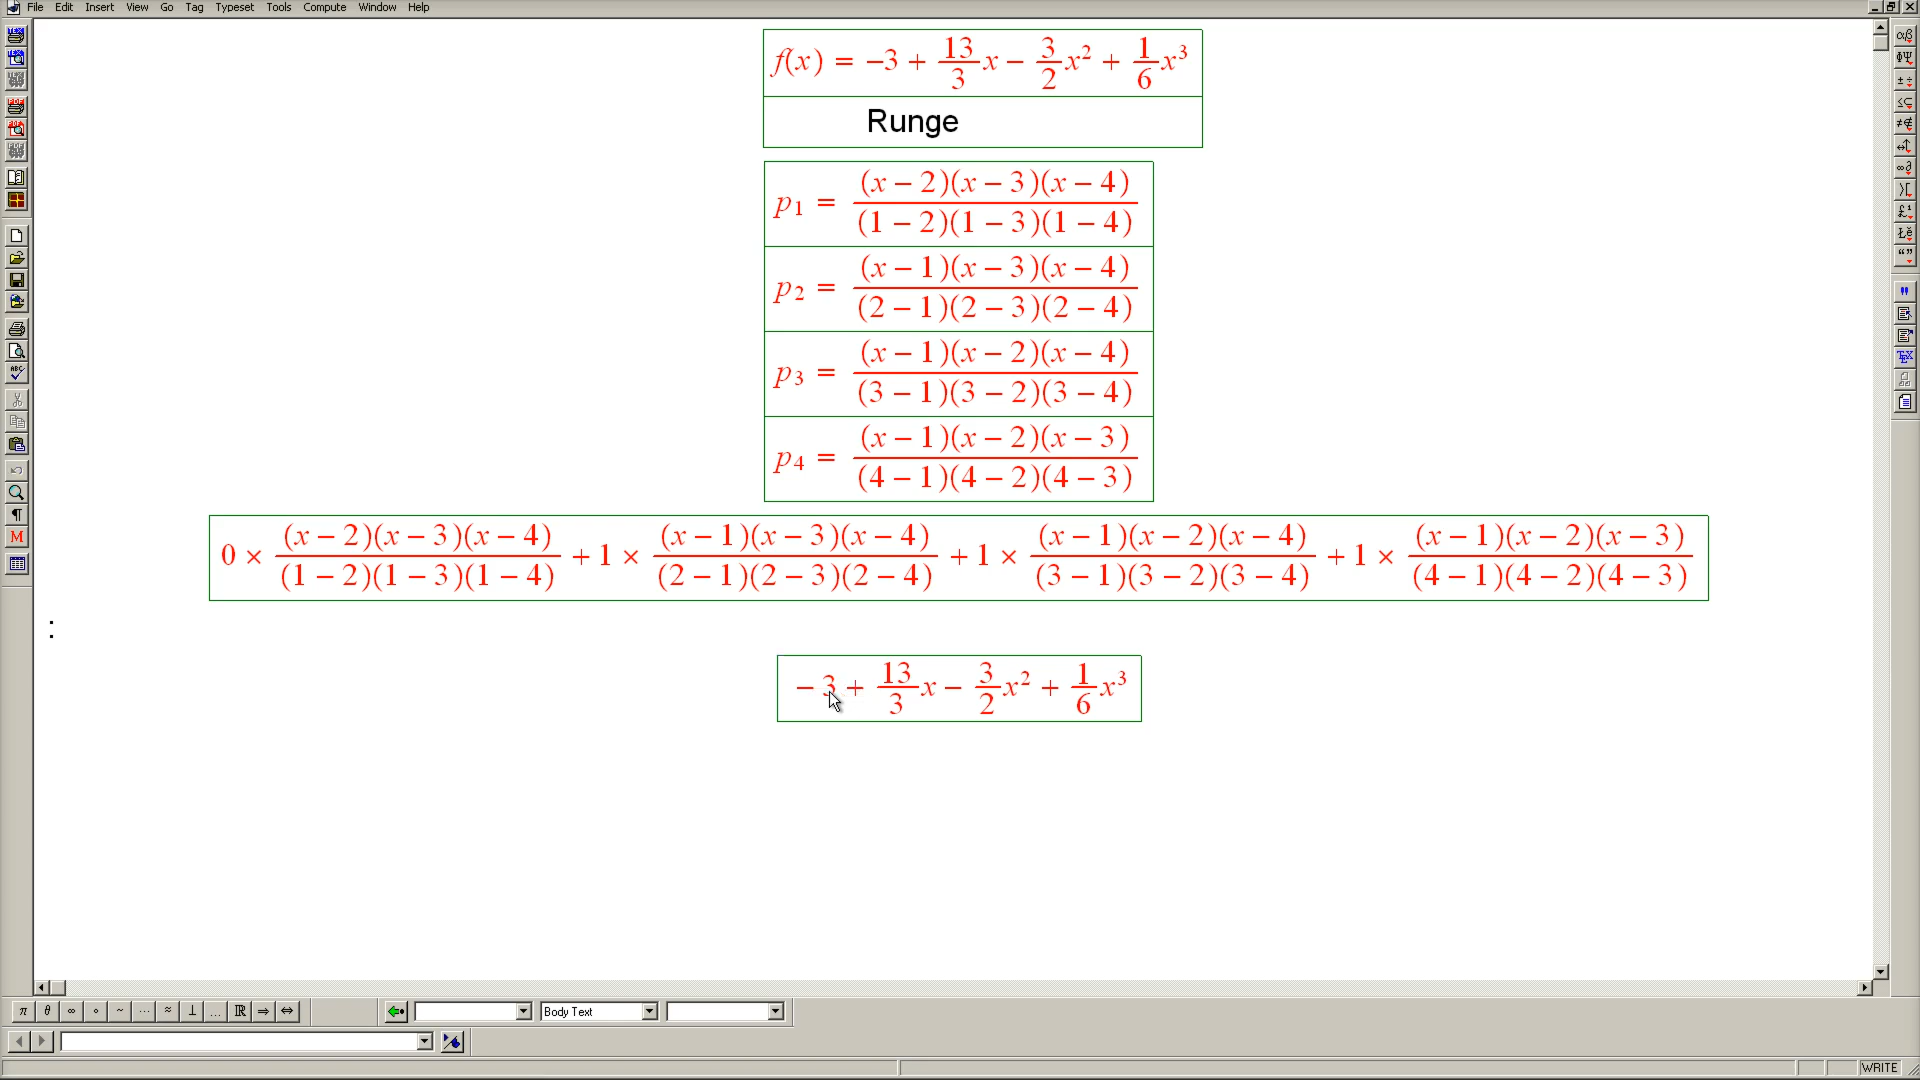 File Edit Insert View Go Tag Typeset Tools Compute Window Help
f(x) = −3 + 13/3 x − 3/2 x² + 1/6 x³
Runge
p₁ = (x − 2)(x − 3)(x − 4) / (1 − 2)(1 − 3)(1 − 4)
p₂ = (x − 1)(x − 3)(x − 4) / (2 − 1)(2 − 3)(2 − 4)
p₃ = (x − 1)(x − 2)(x − 4) / (3 − 1)(3 − 2)(3 − 4)
p₄ = (x − 1)(x − 2)(x − 3) / (4 − 1)(4 − 2)(4 − 3)
0 × (x − 2)(x − 3)(x − 4) / (1 − 2)(1 − 3)(1 − 4) + 1 × (x − 1)(x − 3)(x − 4) / (2 − 1)(2 − 3)(2 − 4) + 1 × (x − 1)(x − 2)(x − 4) / (3 − 1)(3 − 2)(3 − 4) + 1 × (x − 1)(x − 2)(x − 3) / (4 − 1)(4 − 2)(4 − 3)
:
− 3 + 13/3 x − 3/2 x² + 1/6 x³
π θ ∞ ∘ ~ ⋯ ≈ ⊥ … ℝ ⇒ ⇔ Body Text
WRITE